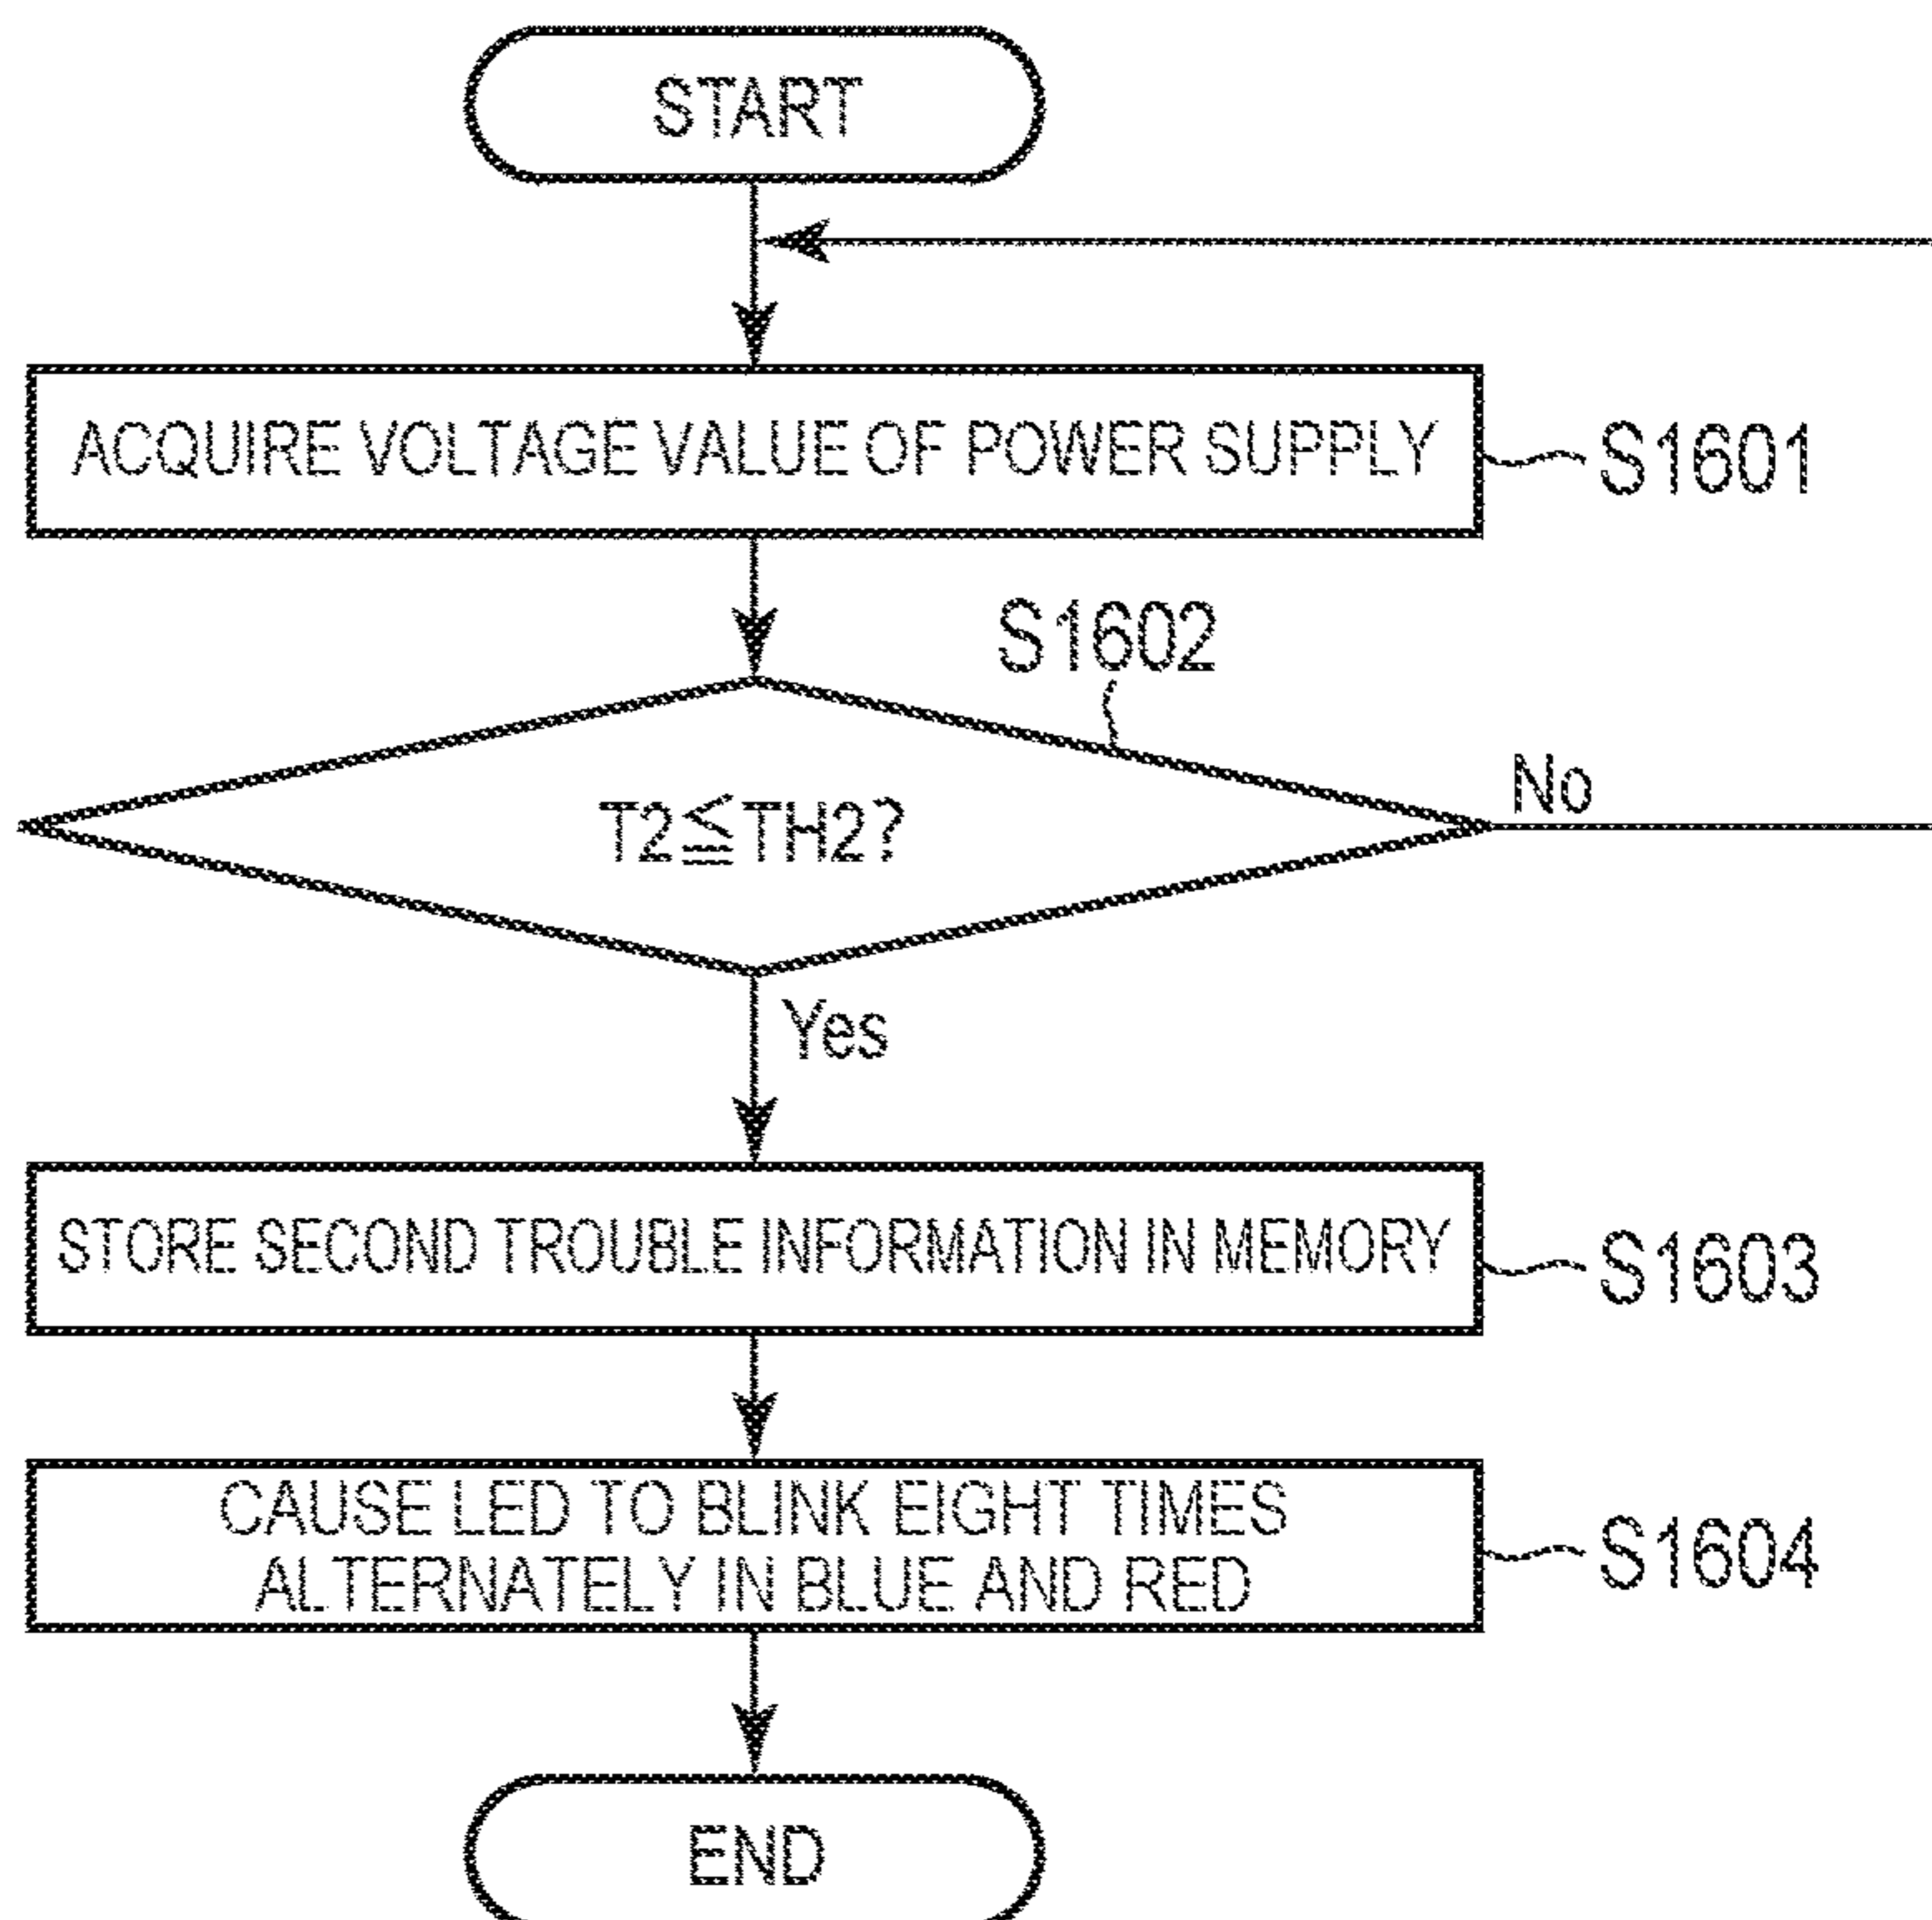 START
ACQUIRE VOLTAGE VALUE OF POWER SUPPLY
S1601
S1602
T2≦TH2?
No
Yes
STORE SECOND TROUBLE INFORMATION IN MEMORY
S1603
CAUSE LED TO BLINK EIGHT TIMES
ALTERNATELY IN BLUE AND RED
S1604
END